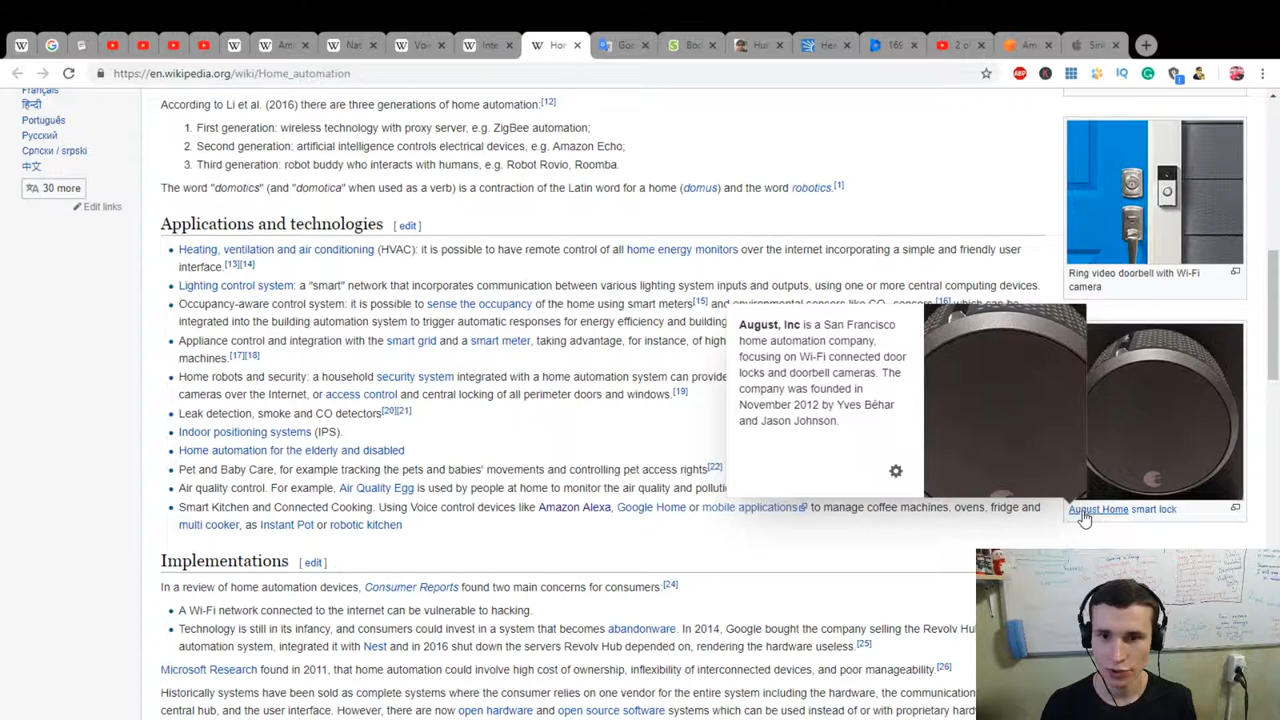 Am
Nat
Voi
Inte
Hor
Goo
Bod
Hu
Hea
169
2 of
Am
Sin
https://en.wikipedia.org/wiki/Home_automation
Français
हिन्दी
Português
Русский
Српски / srpski
中文
30 more
Edit links
According to Li et al. (2016) there are three generations of home automation:[12]
1. First generation: wireless technology with proxy server, e.g. ZigBee automation;
2. Second generation: artificial intelligence controls electrical devices, e.g. Amazon Echo;
3. Third generation: robot buddy who interacts with humans, e.g. Robot Rovio, Roomba.
The word "domotics" (and "domotica" when used as a verb) is a contraction of the Latin word for a home (domus) and the word robotics.[1]
Applications and technologies [ edit ]
Heating, ventilation and air conditioning (HVAC): it is possible to have remote control of all home energy monitors over the internet incorporating a simple and friendly user
interface.[13][14]
Lighting control system: a "smart" network that incorporates communication between various lighting system inputs and outputs, using one or more central computing devices.
Occupancy-aware control system: it is possible to sense the occupancy of the home using smart meters[15] and environmental sensors like CO2 sensors,[16] which can be
integrated into the building automation system to trigger automatic responses for energy efficiency and building
Appliance control and integration with the smart grid and a smart meter, taking advantage, for instance, of high
machines.[17][18]
Home robots and security: a household security system integrated with a home automation system can provide
cameras over the Internet, or access control and central locking of all perimeter doors and windows.[19]
Leak detection, smoke and CO detectors[20][21]
Indoor positioning systems (IPS).
Home automation for the elderly and disabled
Pet and Baby Care, for example tracking the pets and babies' movements and controlling pet access rights[22]
Air quality control. For example, Air Quality Egg is used by people at home to monitor the air quality and pollution
Smart Kitchen and Connected Cooking. Using Voice control devices like Amazon Alexa, Google Home or mobile applications to manage coffee machines, ovens, fridge and
multi cooker, as Instant Pot or robotic kitchen
Implementations [ edit ]
In a review of home automation devices, Consumer Reports found two main concerns for consumers:[24]
A Wi-Fi network connected to the internet can be vulnerable to hacking.
Technology is still in its infancy, and consumers could invest in a system that becomes abandonware. In 2014, Google bought the company selling the Revolv Hub
automation system, integrated it with Nest and in 2016 shut down the servers Revolv Hub depended on, rendering the hardware useless.[25]
Microsoft Research found in 2011, that home automation could involve high cost of ownership, inflexibility of interconnected devices, and poor manageability.[26]
Historically systems have been sold as complete systems where the consumer relies on one vendor for the entire system including the hardware, the communication
central hub, and the user interface. However, there are now open hardware and open source software systems which can be used instead of or with proprietary hardw
Ring video doorbell with Wi-Fi
camera
August, Inc is a San Francisco
home automation company,
focusing on Wi-Fi connected door
locks and doorbell cameras. The
company was founded in
November 2012 by Yves Béhar
and Jason Johnson.
August Home smart lock